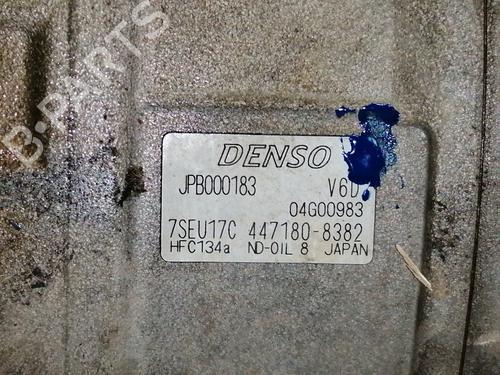 B-PARTS
DENSO
JPB000183 V6D
04G00983
7SEU17C 447180-8382
HFC134a ND-OIL 8 JAPAN